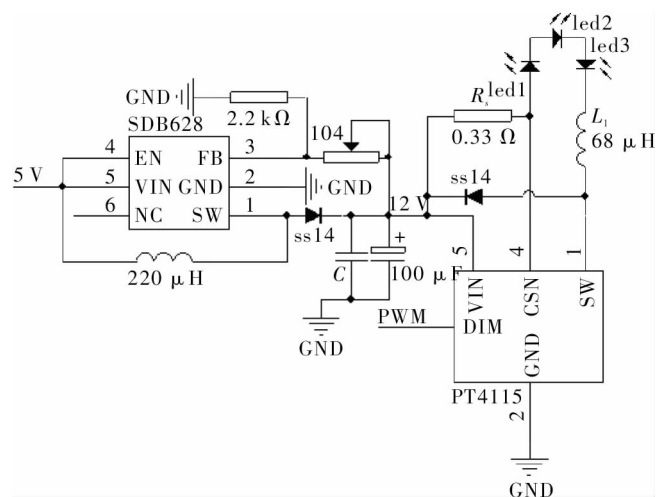 led2
led3
R_s led1
0.33 Ω
L_1
68 μH
GND
2.2 kΩ
SDB628
104
4 EN FB 3
5 V
5 VIN GND 2 GND
6 NC SW 1
ss14
12 V
ss14
220 μH
C
+
100 μF
GND
5 4 1
VIN CSN SW
PWM DIM
GND
PT4115
2
GND